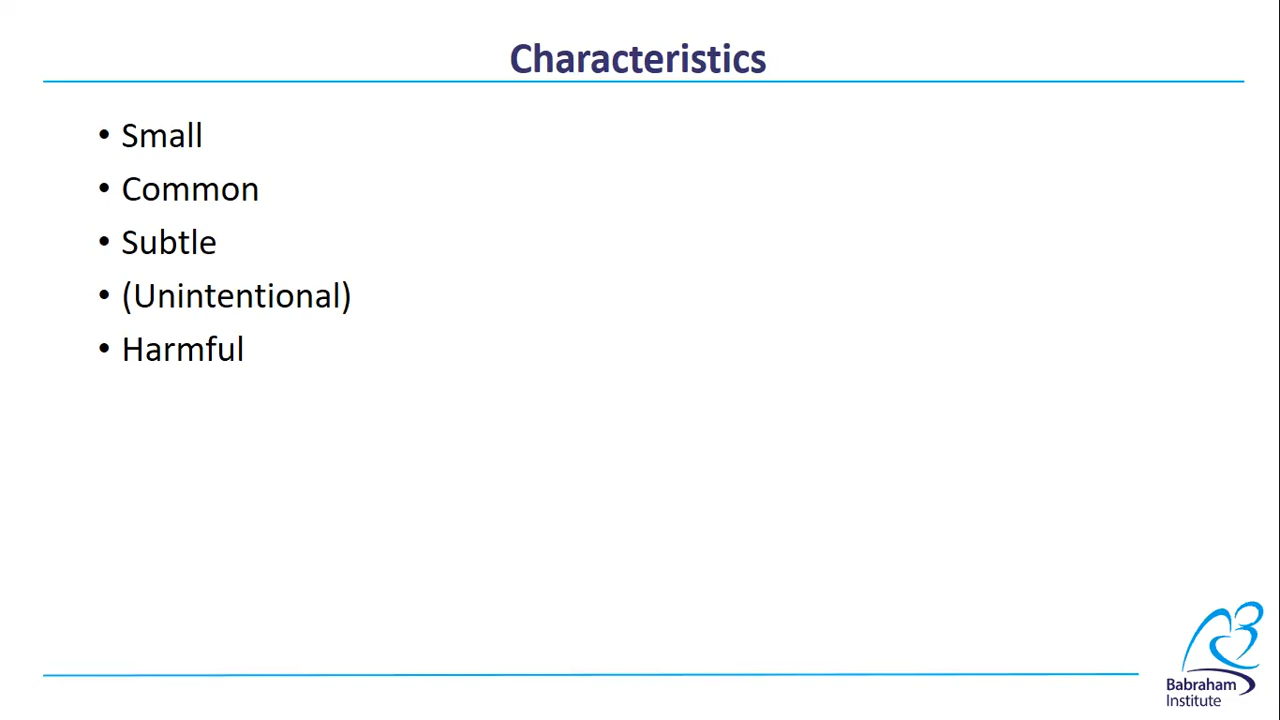 Characteristics
• Small
• Common
• Subtle
• (Unintentional)
• Harmful
Babraham
Institute